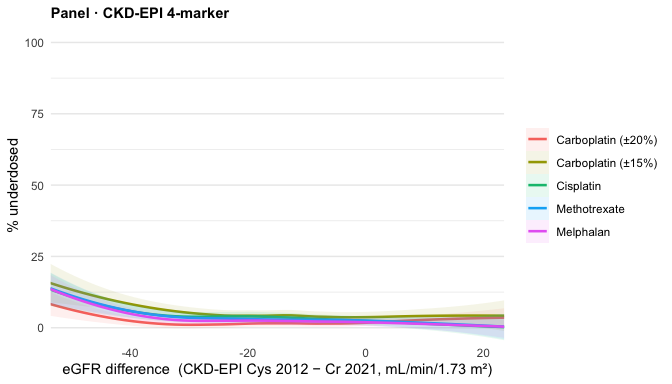 Panel · CKD-EPI 4-marker
% underdosed
100
75
50
25
0
-40
-20
0
20
eGFR difference (CKD-EPI Cys 2012 − Cr 2021, mL/min/1.73 m²)
Carboplatin (±20%)
Carboplatin (±15%)
Cisplatin
Methotrexate
Melphalan